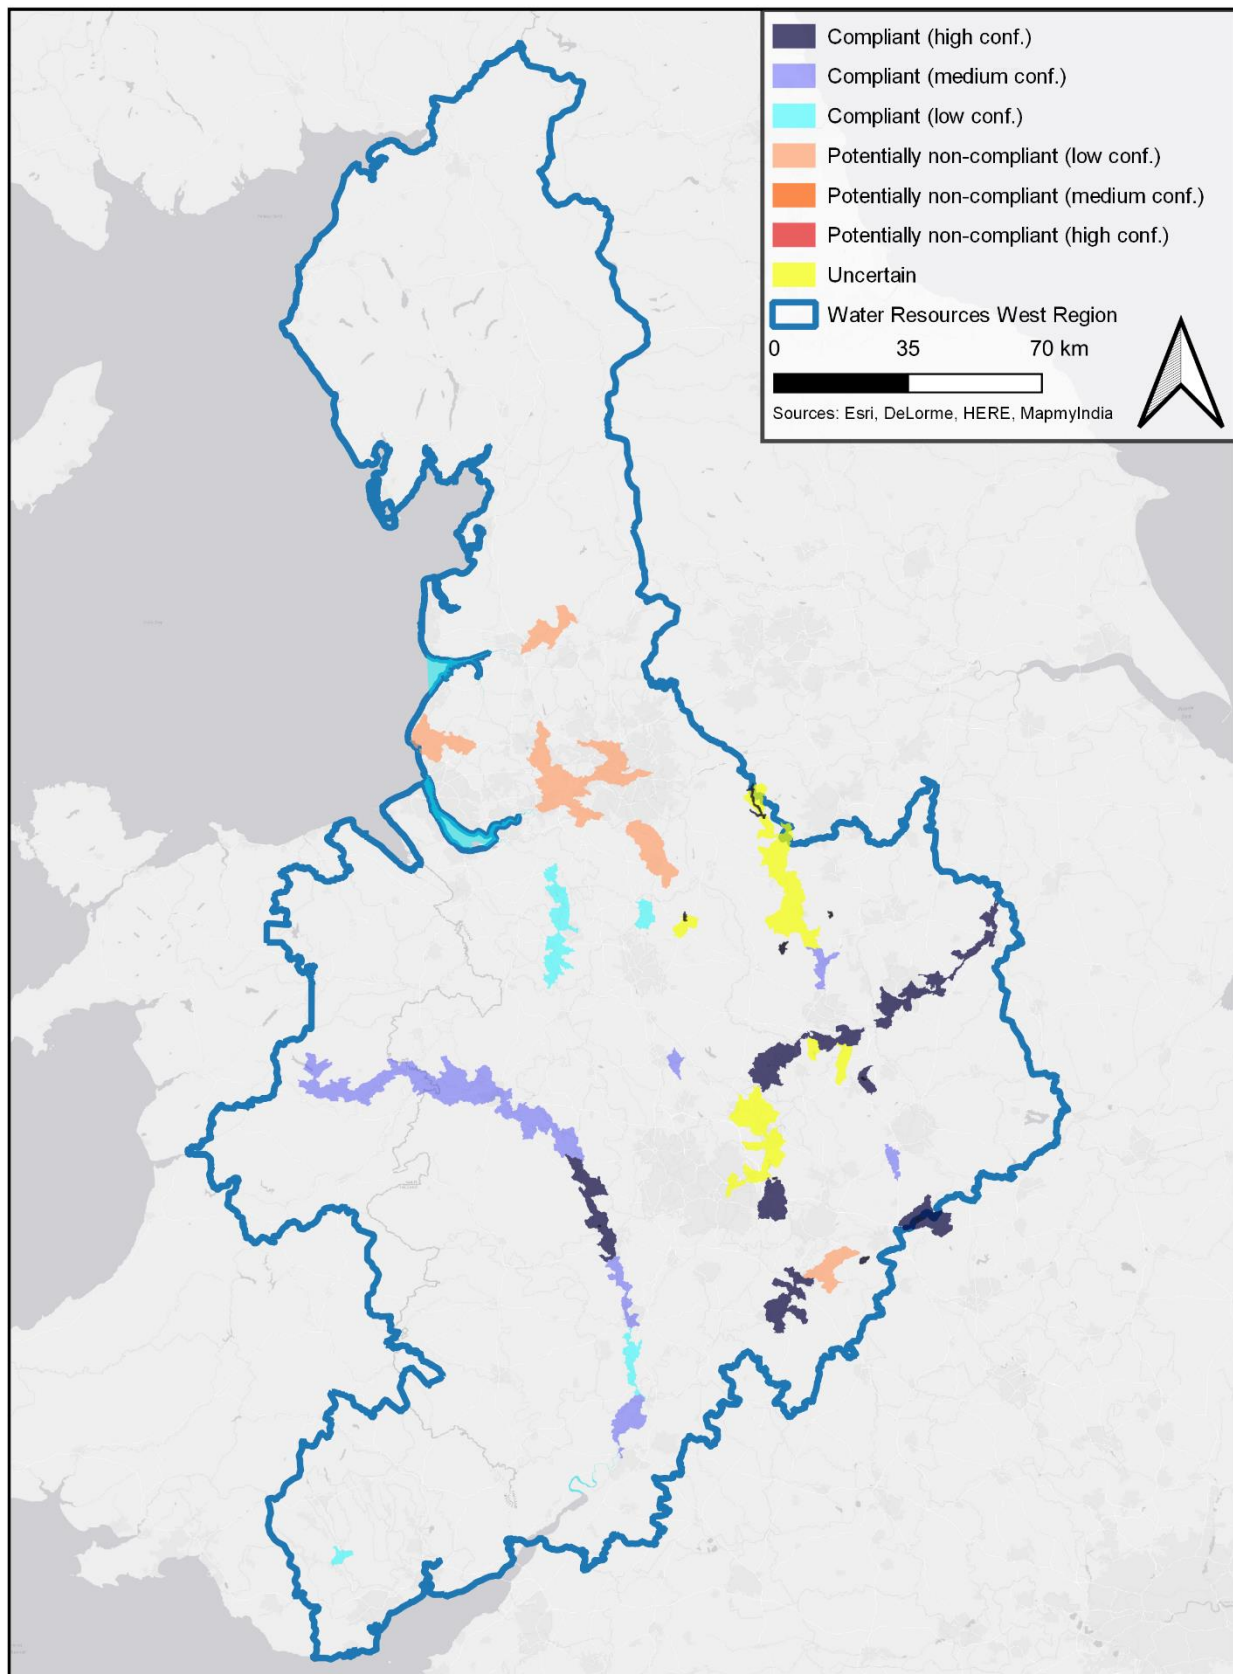 Compliant (high conf.)
Compliant (medium conf.)
Compliant (low conf.)
Potentially non-compliant (low conf.)
Potentially non-compliant (medium conf.)
Potentially non-compliant (high conf.)
Uncertain
Water Resources West Region
0 35 70 km
Sources: Esri, DeLorme, HERE, MapmyIndia